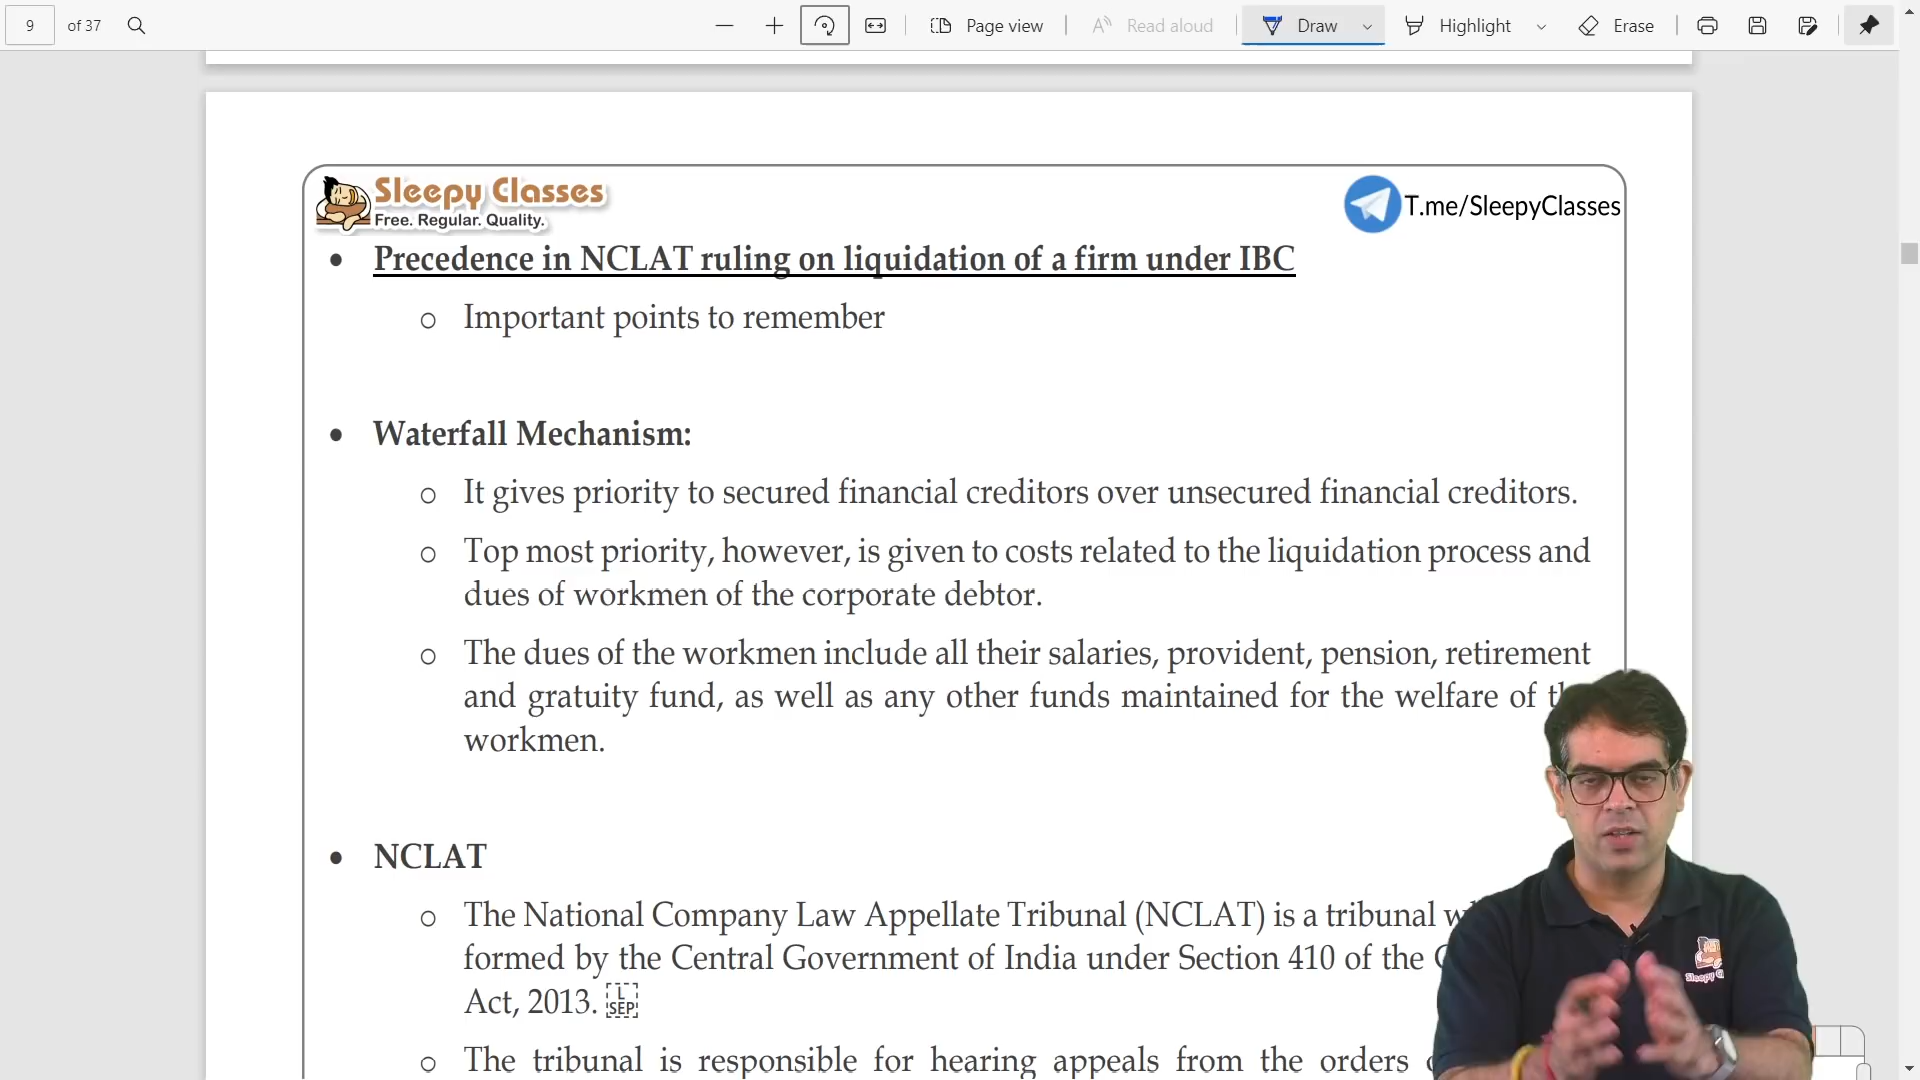 9 of 37 Page view Read aloud Draw Highlight Erase
Sleepy Classes
Free. Regular. Quality.
T.me/SleepyClasses
• Precedence in NCLAT ruling on liquidation of a firm under IBC
o Important points to remember
• Waterfall Mechanism:
o It gives priority to secured financial creditors over unsecured financial creditors.
o Top most priority, however, is given to costs related to the liquidation process and
dues of workmen of the corporate debtor.
o The dues of the workmen include all their salaries, provident, pension, retirement
and gratuity fund, as well as any other funds maintained for the welfare of
workmen.
• NCLAT
o The National Company Law Appellate Tribunal (NCLAT) is a tribunal
formed by the Central Government of India under Section 410 of the
Act, 2013. L SEP
o The tribunal is responsible for hearing appeals from the orders